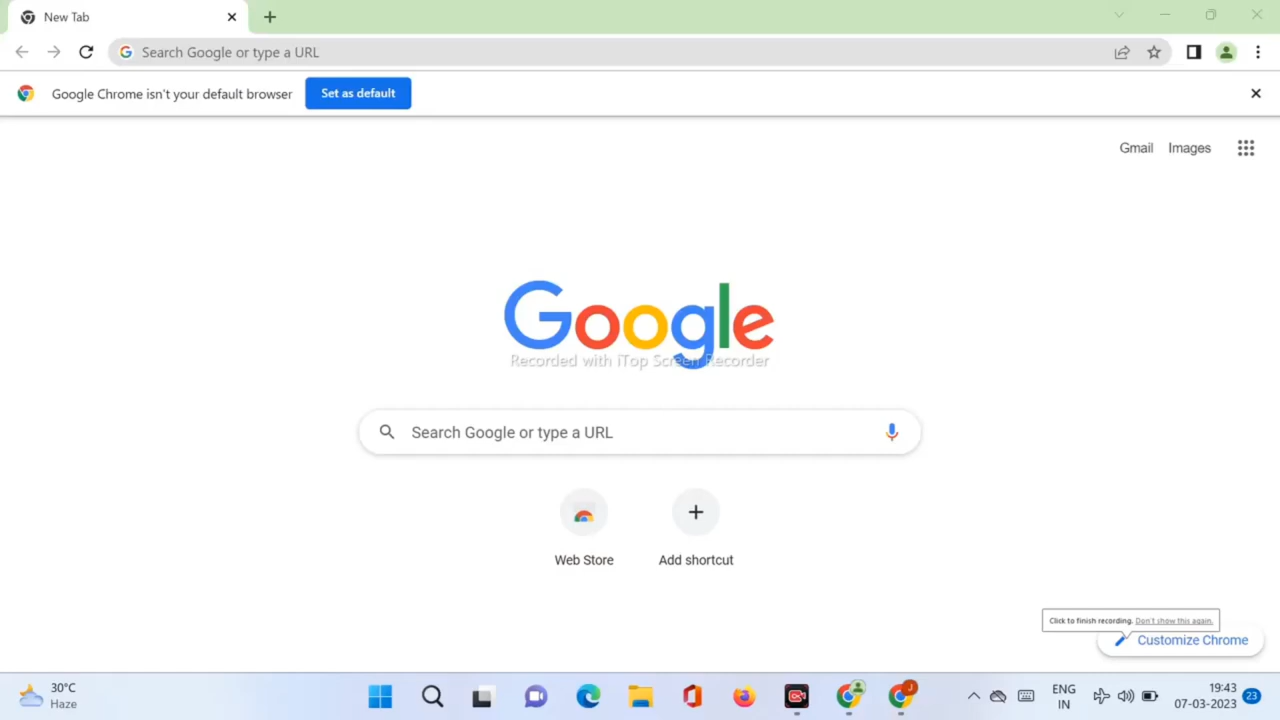 New Tab
Search Google or type a URL
Google Chrome isn't your default browser
Set as default
Gmail
Images
Google
Recorded with iTop Screen Recorder
Search Google or type a URL
Web Store
Add shortcut
Click to finish recording. Don't show this again.
Customize Chrome
30°C
Haze
J
ENG
IN
19:43
07-03-2023
23